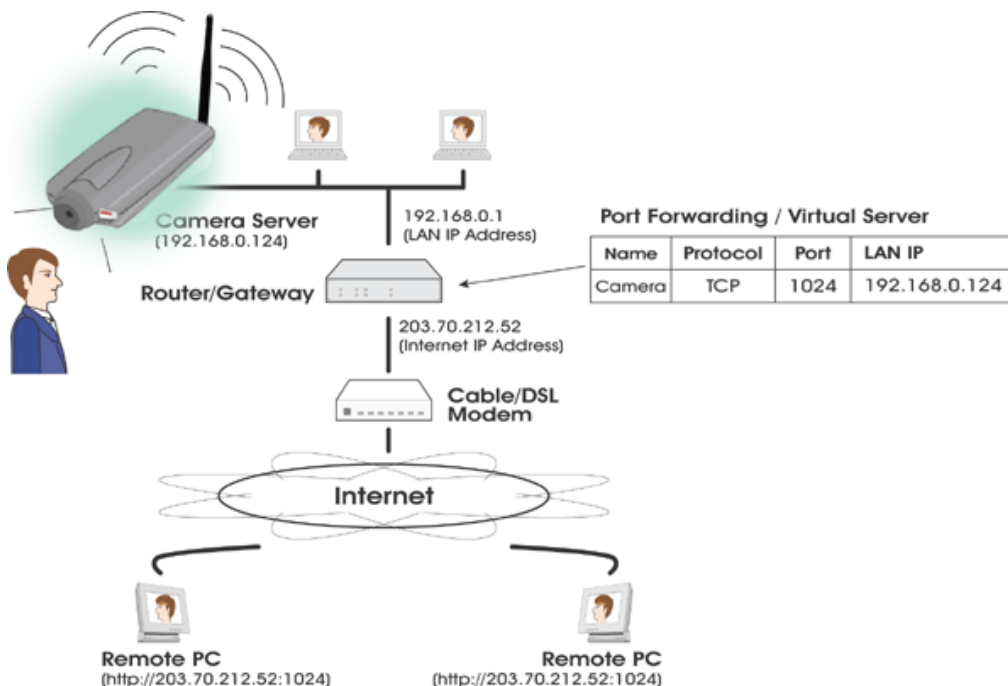 Camera Server
(192.168.0.124)
192.168.0.1
(LAN IP Address)
Port Forwarding / Virtual Server
Name Protocol Port LAN IP
Camera TCP 1024 192.168.0.124
Router/Gateway
203.70.212.52
(Internet IP Address)
Cable/DSL
Modem
Internet
Remote PC
(http://203.70.212.52:1024)
Remote PC
(http://203.70.212.52:1024)